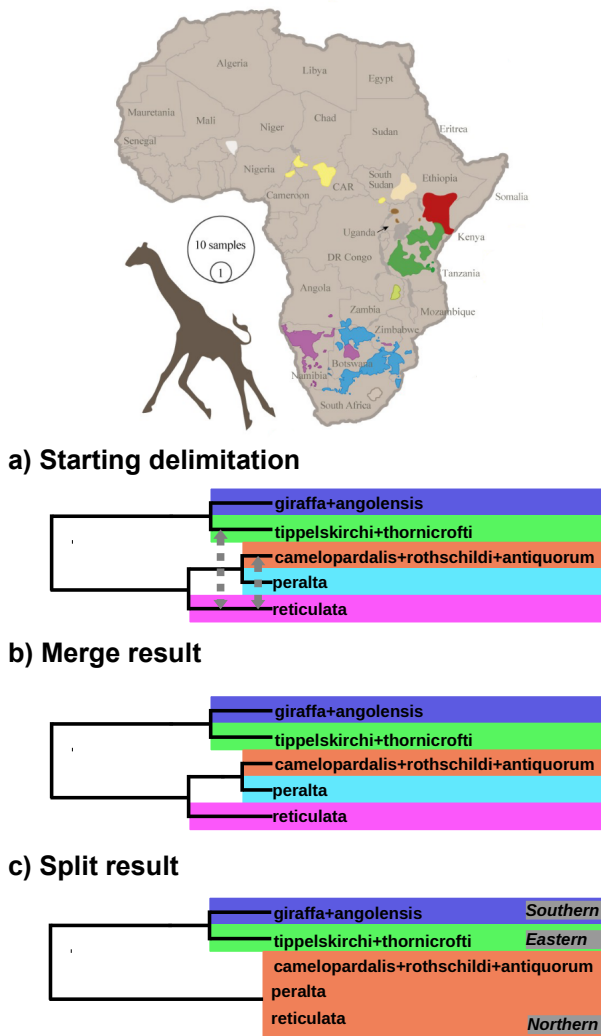 Algeria
Libya
Egypt
Mauretania
Mali
Niger
Chad
Sudan
Eritrea
Senegal
Nigeria
Cameroon
CAR
South
Sudan
Ethiopia
Somalia
Uganda
Kenya
DR Congo
Tanzania
10 samples
1
Angola
Zambia
Mozambique
Zimbabwe
Namibia
Botswana
South Africa
a) Starting delimitation
giraffa+angolensis
tippelskirchi+thornicrofti
camelopardalis+rothschildi+antiquorum
peralta
reticulata
b) Merge result
giraffa+angolensis
tippelskirchi+thornicrofti
camelopardalis+rothschildi+antiquorum
peralta
reticulata
c) Split result
giraffa+angolensis Southern
tippelskirchi+thornicrofti Eastern
camelopardalis+rothschildi+antiquorum
peralta
reticulata Northern